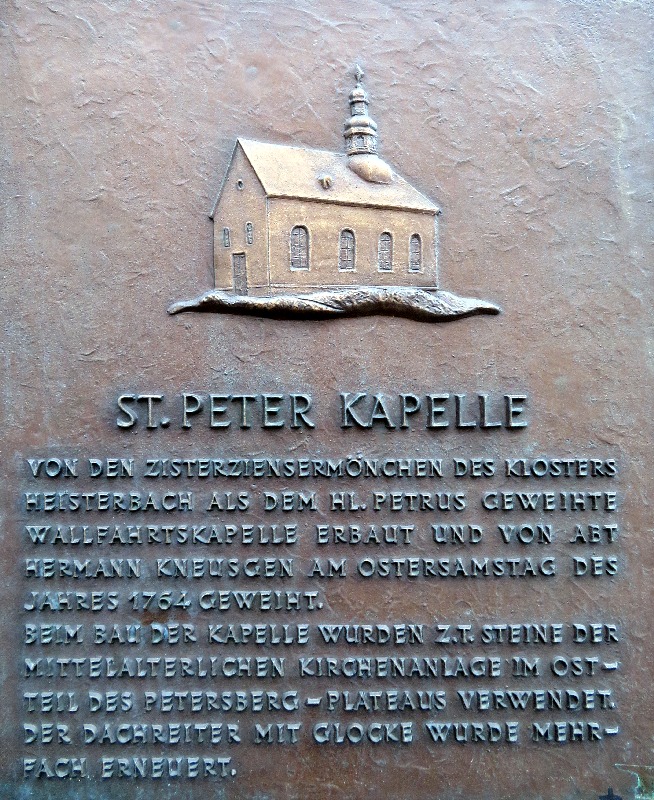 ST. PETER KAPELLE
VON DEN ZISTERZIENSERMÖNCHEN DES KLOSTERS
HEISTERBACH ALS DEM HL. PETRUS GEWEIHTE
WALLFAHRTSKAPELLE ERBAUT UND VON ABT
HERMANN KNEUSGEN AM OSTERSAMSTAG DES
JAHRES 1764 GEWEIHT.
BEIM BAU DER KAPELLE WURDEN Z.T. STEINE DER
MITTELALTERLICHEN KIRCHENANLAGE IM OST-
TEIL DES PETERSBERG-PLATEAUS VERWENDET.
DER DACHREITER MIT GLOCKE WURDE MEHR-
FACH ERNEUERT.